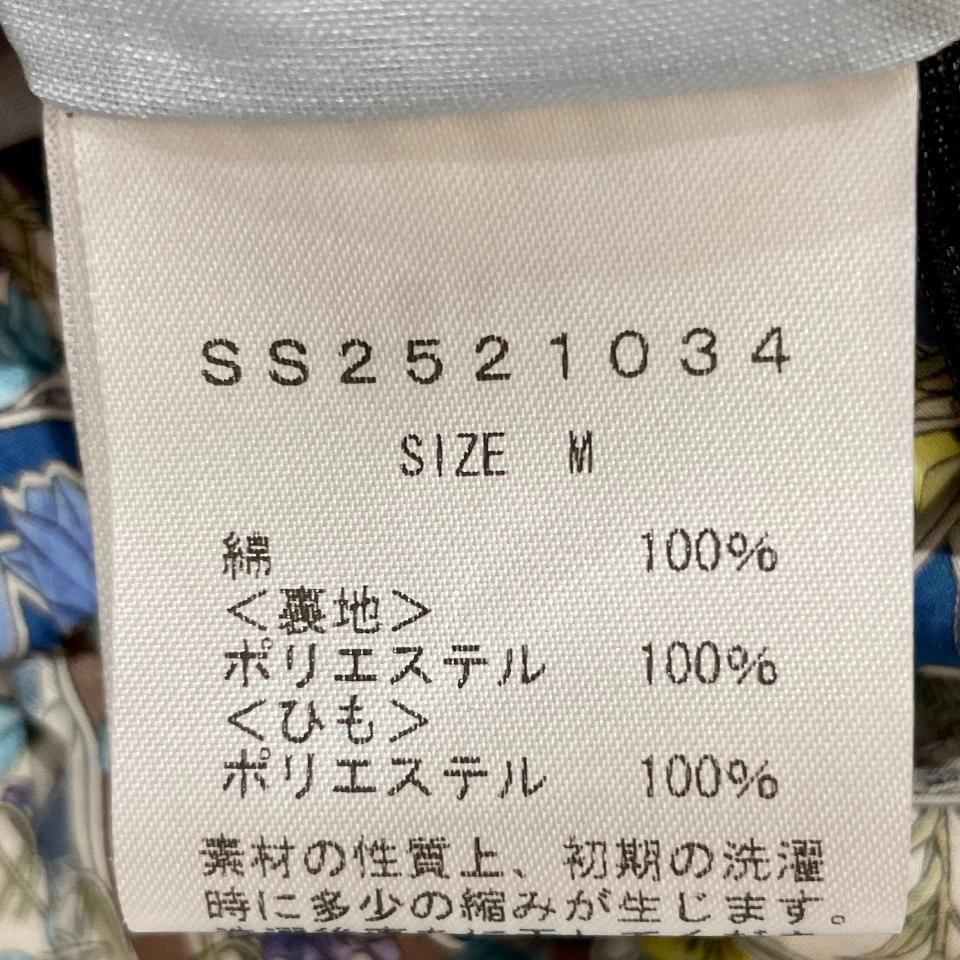 SS2521034
SIZE M
綿 100%
<裏地>
ポリエステル 100%
<ひも>
ポリエステル 100%
素材の性質上、初期の洗濯
時に多少の縮みが生じます。